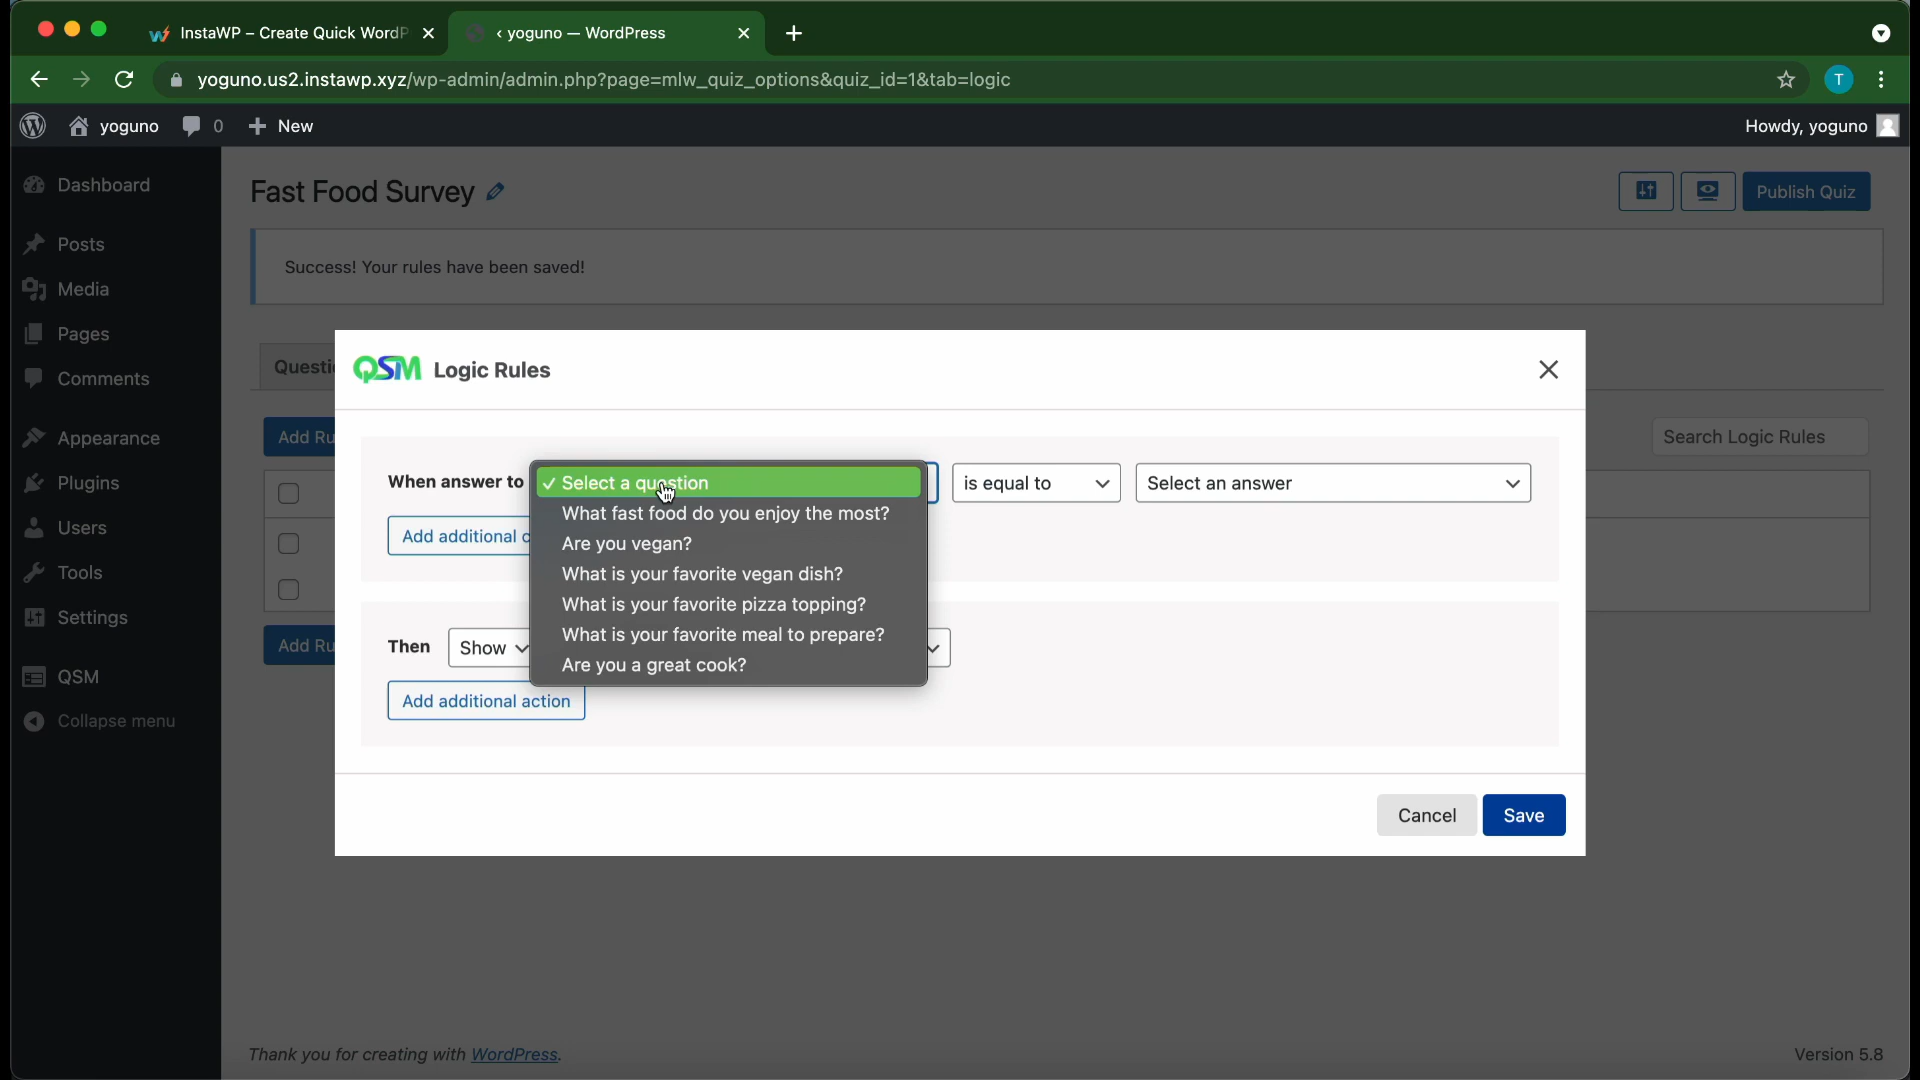 InstaWP – Create Quick WordP
‹ yoguno — WordPress
yoguno.us2.instawp.xyz/wp-admin/admin.php?page=mlw_quiz_options&quiz_id=1&tab=logic
T
yoguno
0
New
Howdy, yoguno
Dashboard
Posts
Media
Pages
Comments
Appearance
Plugins
Users
Tools
Settings
QSM
Collapse menu
Fast Food Survey
Publish Quiz
Success! Your rules have been saved!
Questi
Add Ru
Search Logic Rules
Add Ru
QSM Logic Rules
When answer to
Select a question
What fast food do you enjoy the most?
Are you vegan?
What is your favorite vegan dish?
What is your favorite pizza topping?
What is your favorite meal to prepare?
Are you a great cook?
is equal to
Select an answer
Add additional c
Then
Show
Add additional action
Cancel
Save
Thank you for creating with WordPress.
Version 5.8